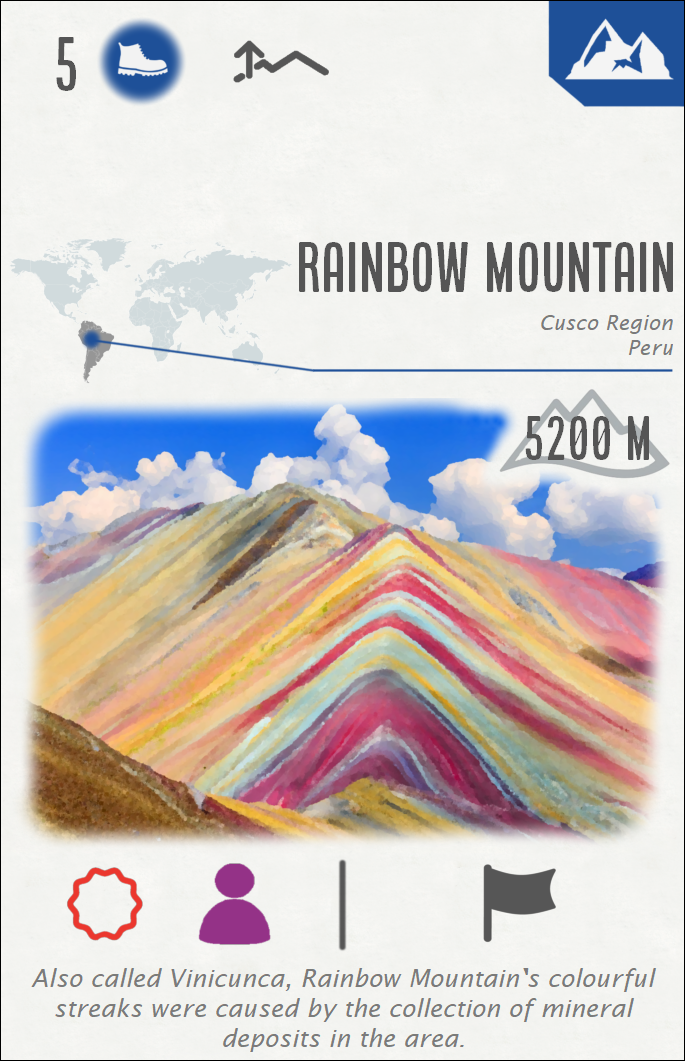 5
RAINBOW MOUNTAIN
Cusco Region
Peru
5200 M
Also called Vinicunca, Rainbow Mountain's colourful
streaks were caused by the collection of mineral
deposits in the area.